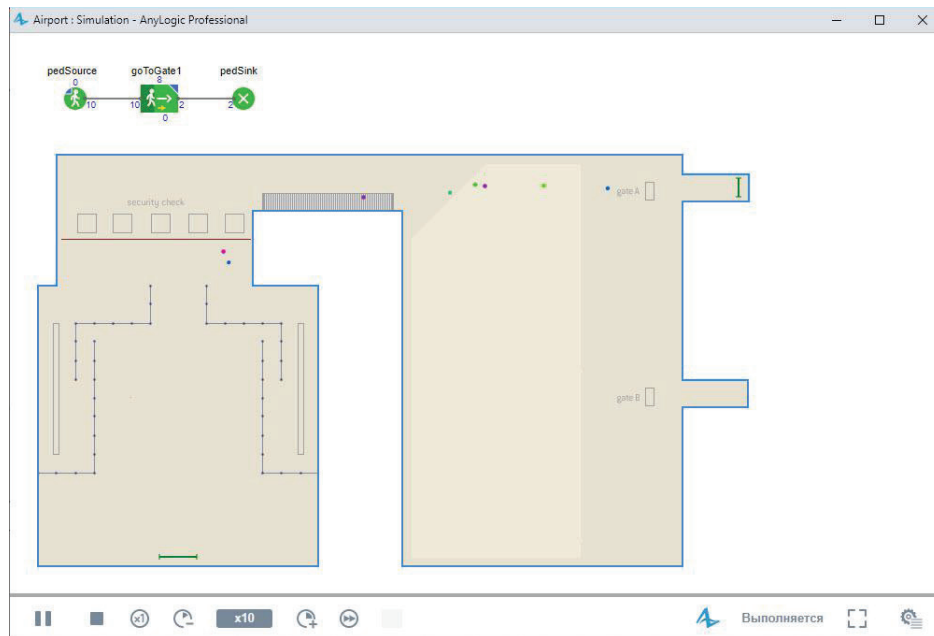 Airport : Simulation - AnyLogic Professional
pedSource goToGate1 pedSink
0 8
10 10 2 2
0
security check
gate A
gate B
x1 x10 Выполняется